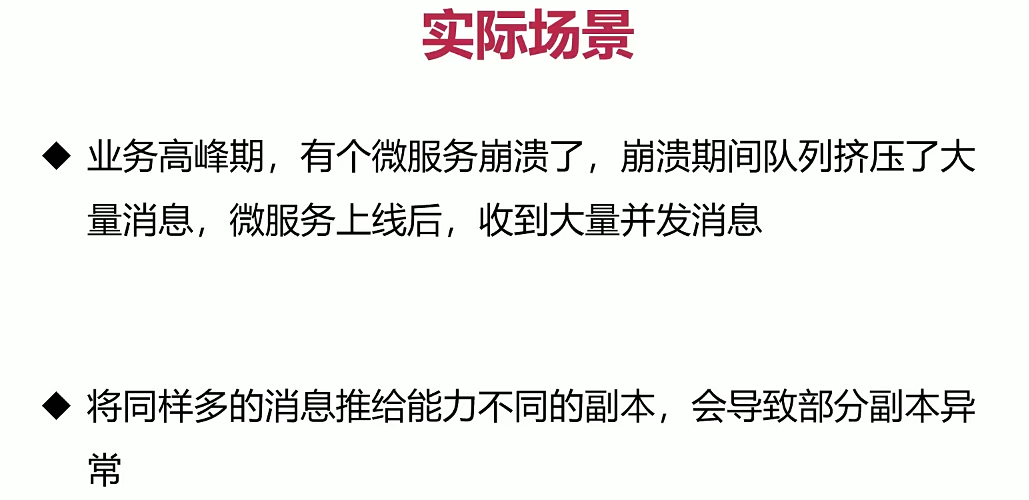 实际场景
◆ 业务高峰期，有个微服务崩溃了，崩溃期间队列挤压了大
量消息，微服务上线后，收到大量并发消息
◆ 将同样多的消息推给能力不同的副本，会导致部分副本异
常